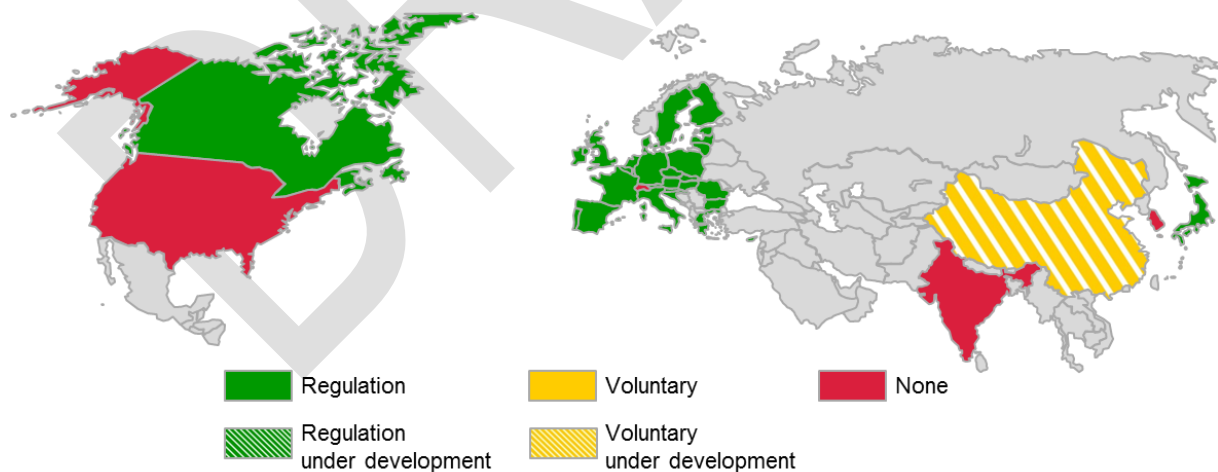 Regulation
Voluntary
None
Regulation
under development
Voluntary
under development